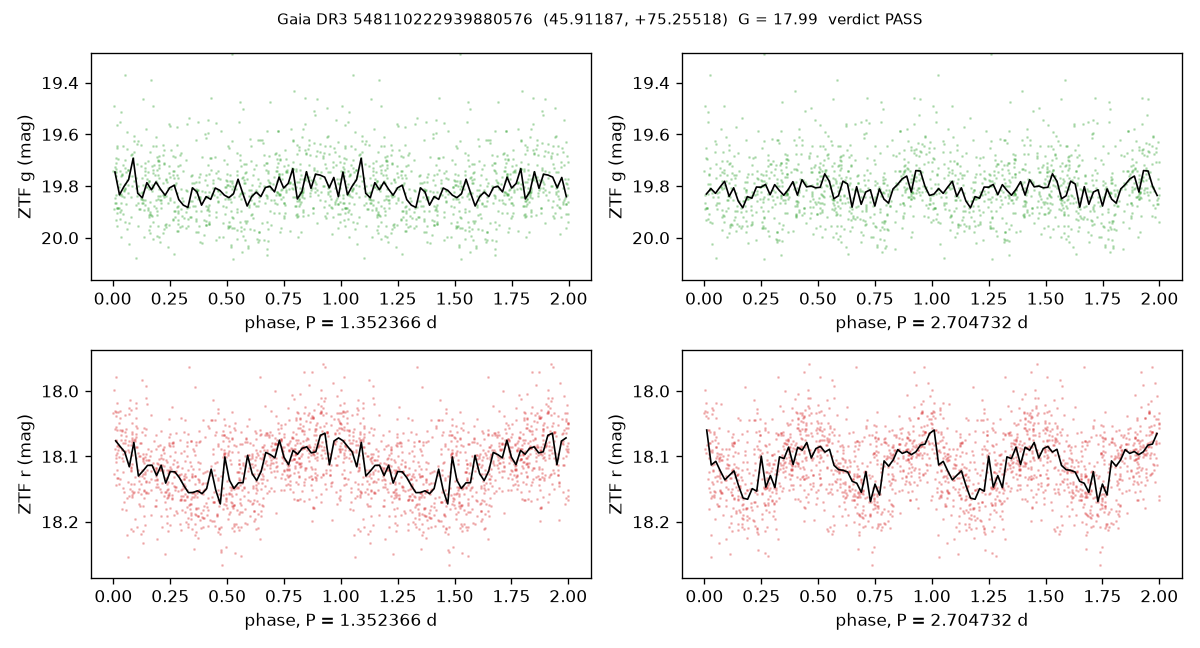 Gaia DR3 548110222939880576 (45.91187, +75.25518) G = 17.99 verdict PASS
ZTF g (mag)
19.4
19.6
19.8
20.0
0.00 0.25 0.50 0.75 1.00 1.25 1.50 1.75 2.00
phase, P = 1.352366 d
ZTF g (mag)
19.4
19.6
19.8
20.0
0.00 0.25 0.50 0.75 1.00 1.25 1.50 1.75 2.00
phase, P = 2.704732 d
ZTF r (mag)
18.0
18.1
18.2
0.00 0.25 0.50 0.75 1.00 1.25 1.50 1.75 2.00
phase, P = 1.352366 d
ZTF r (mag)
18.0
18.1
18.2
0.00 0.25 0.50 0.75 1.00 1.25 1.50 1.75 2.00
phase, P = 2.704732 d